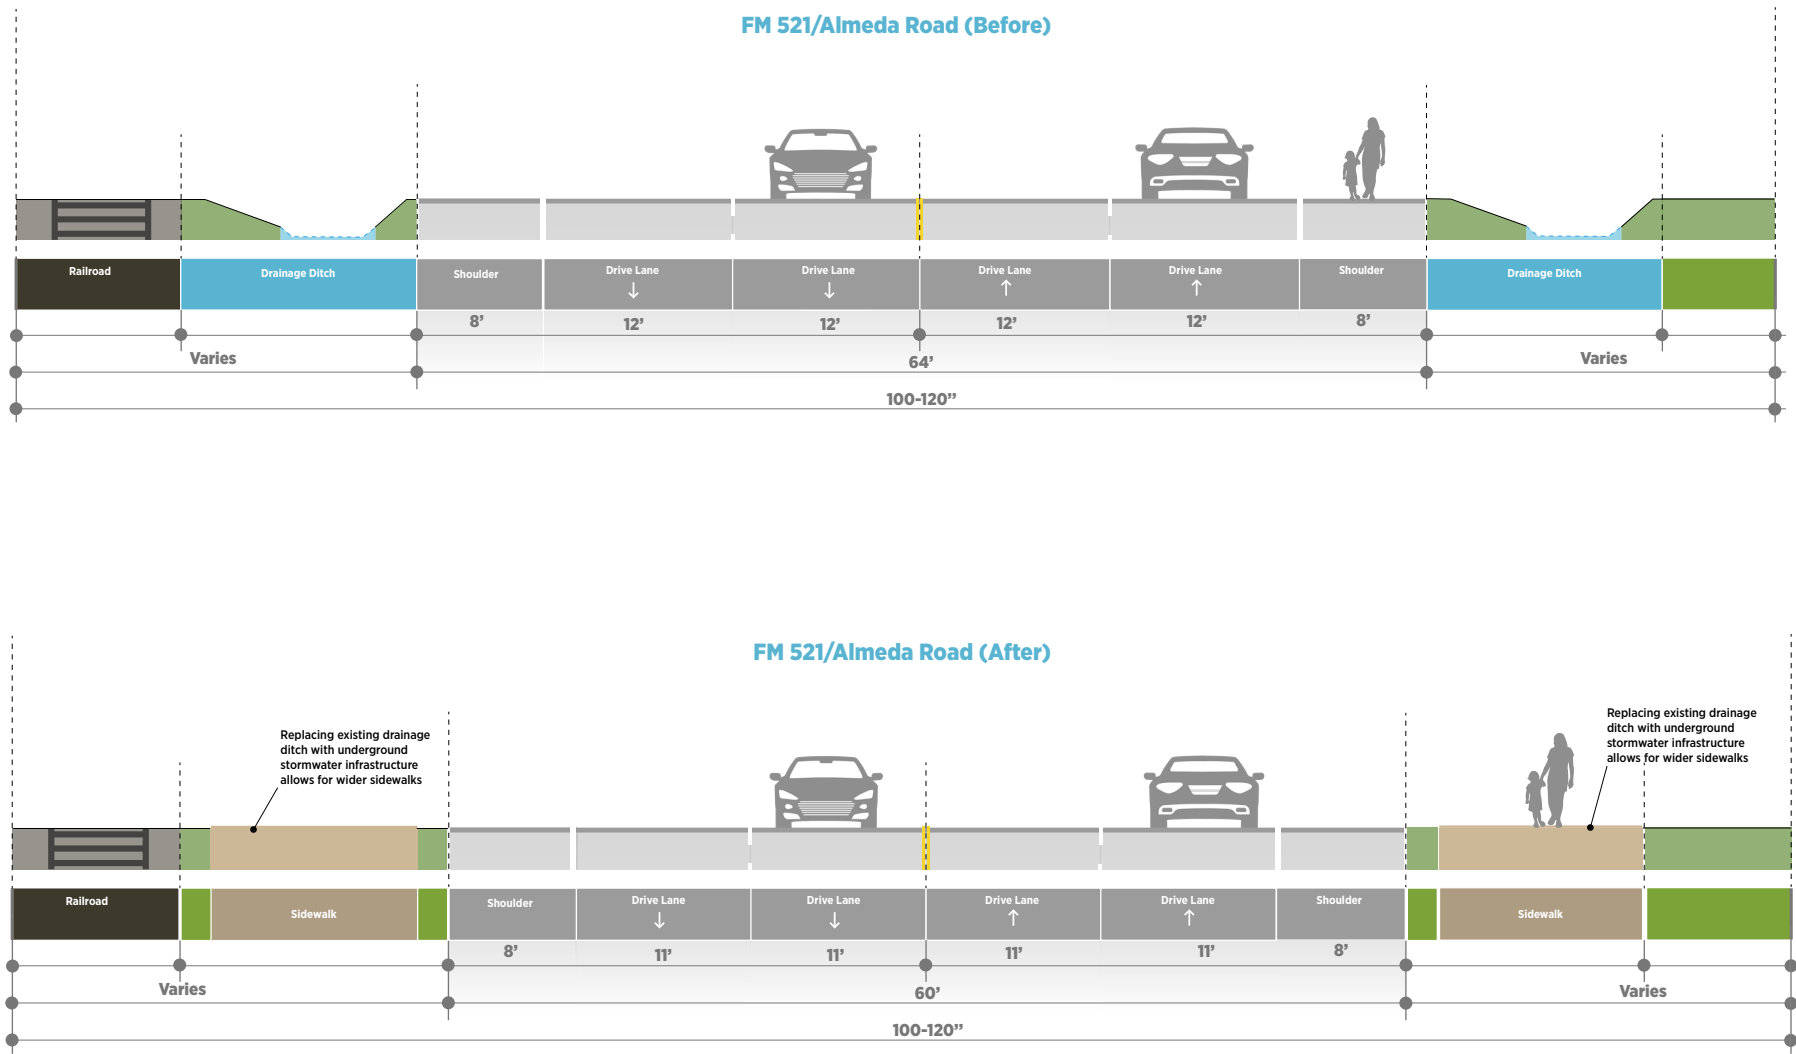 FM 521/Almeda Road (Before)
Railroad
Drainage Ditch
Shoulder
Drive Lane
Drive Lane
Drive Lane
Drive Lane
Shoulder
Drainage Ditch
↓
↓
↑
↑
8’
12’
12’
12’
12’
8’
Varies
64’
Varies
100-120”
FM 521/Almeda Road (After)
Replacing existing drainage
ditch with underground
stormwater infrastructure
allows for wider sidewalks
Replacing existing drainage
ditch with underground
stormwater infrastructure
allows for wider sidewalks
Railroad
Sidewalk
Shoulder
Drive Lane
Drive Lane
Drive Lane
Drive Lane
Shoulder
Sidewalk
↓
↓
↑
↑
8’
11’
11’
11’
11’
8’
Varies
60’
Varies
100-120”